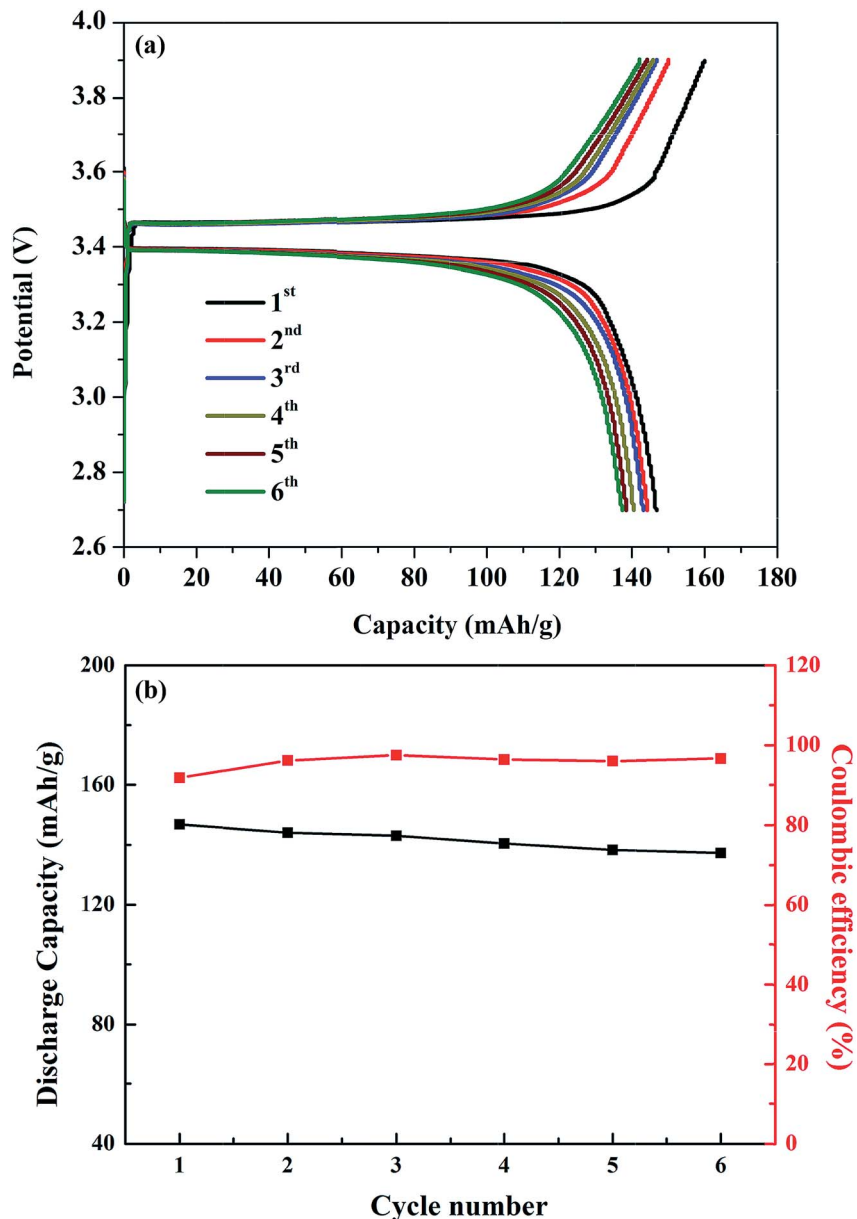 (a)
4.0
3.8
3.6
3.4
3.2
3.0
2.8
2.6
Potential (V)
1st
2nd
3rd
4th
5th
6th
0 20 40 60 80 100 120 140 160 180
Capacity (mAh/g)
(b)
200
160
120
80
40
Discharge Capacity (mAh/g)
120
100
80
60
40
20
0
Coulombic efficiency (%)
1 2 3 4 5 6
Cycle number